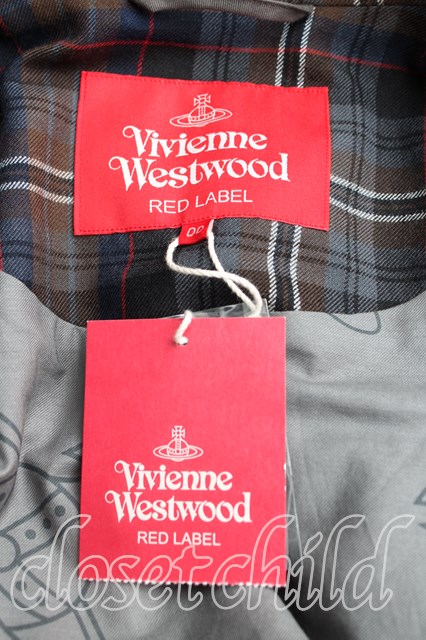 Vivienne
Westwood
RED LABEL
00
Vivienne
Westwood
RED LABEL
closet child